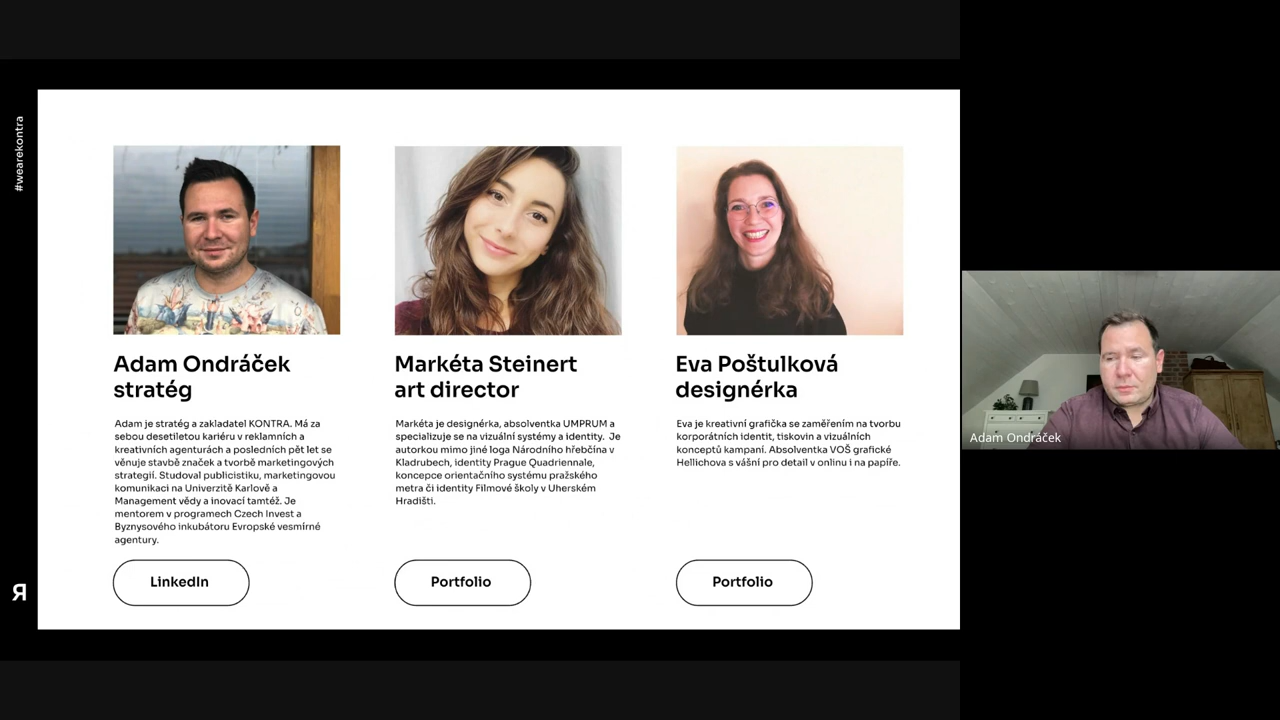 #wearekontra
Adam Ondráček
stratég
Adam je stratég a zakladatel KONTRA. Má za
sebou desetiletou kariéru v reklamních a
kreativních agenturách a posledních pět let se
věnuje stavbě značek a tvorbě marketingových
strategií. Studoval publicistiku, marketingovou
komunikaci na Univerzitě Karlově a
Management vědy a inovací tamtéž. Je
mentorem v programech Czech Invest a
Byznysového inkubátoru Evropské vesmírné
agentury.
LinkedIn
Markéta Steinert
art director
Markéta je designérka, absolventka UMPRUM a
specializuje se na vizuální systémy a identity. Je
autorkou mimo jiné loga Národního hřebčína v
Kladrubech, identity Prague Quadriennale,
koncepce orientačního systému pražského
metra či identity Filmové školy v Uherském
Hradišti.
Portfolio
Eva Poštulková
designérka
Eva je kreativní grafička se zaměřením na tvorbu
korporátních identit, tiskovin a vizuálních
konceptů kampaní. Absolventka VOŠ grafické
Hellichova s vášní pro detail v onlinu i na papíře.
Portfolio
Я
Adam Ondráček